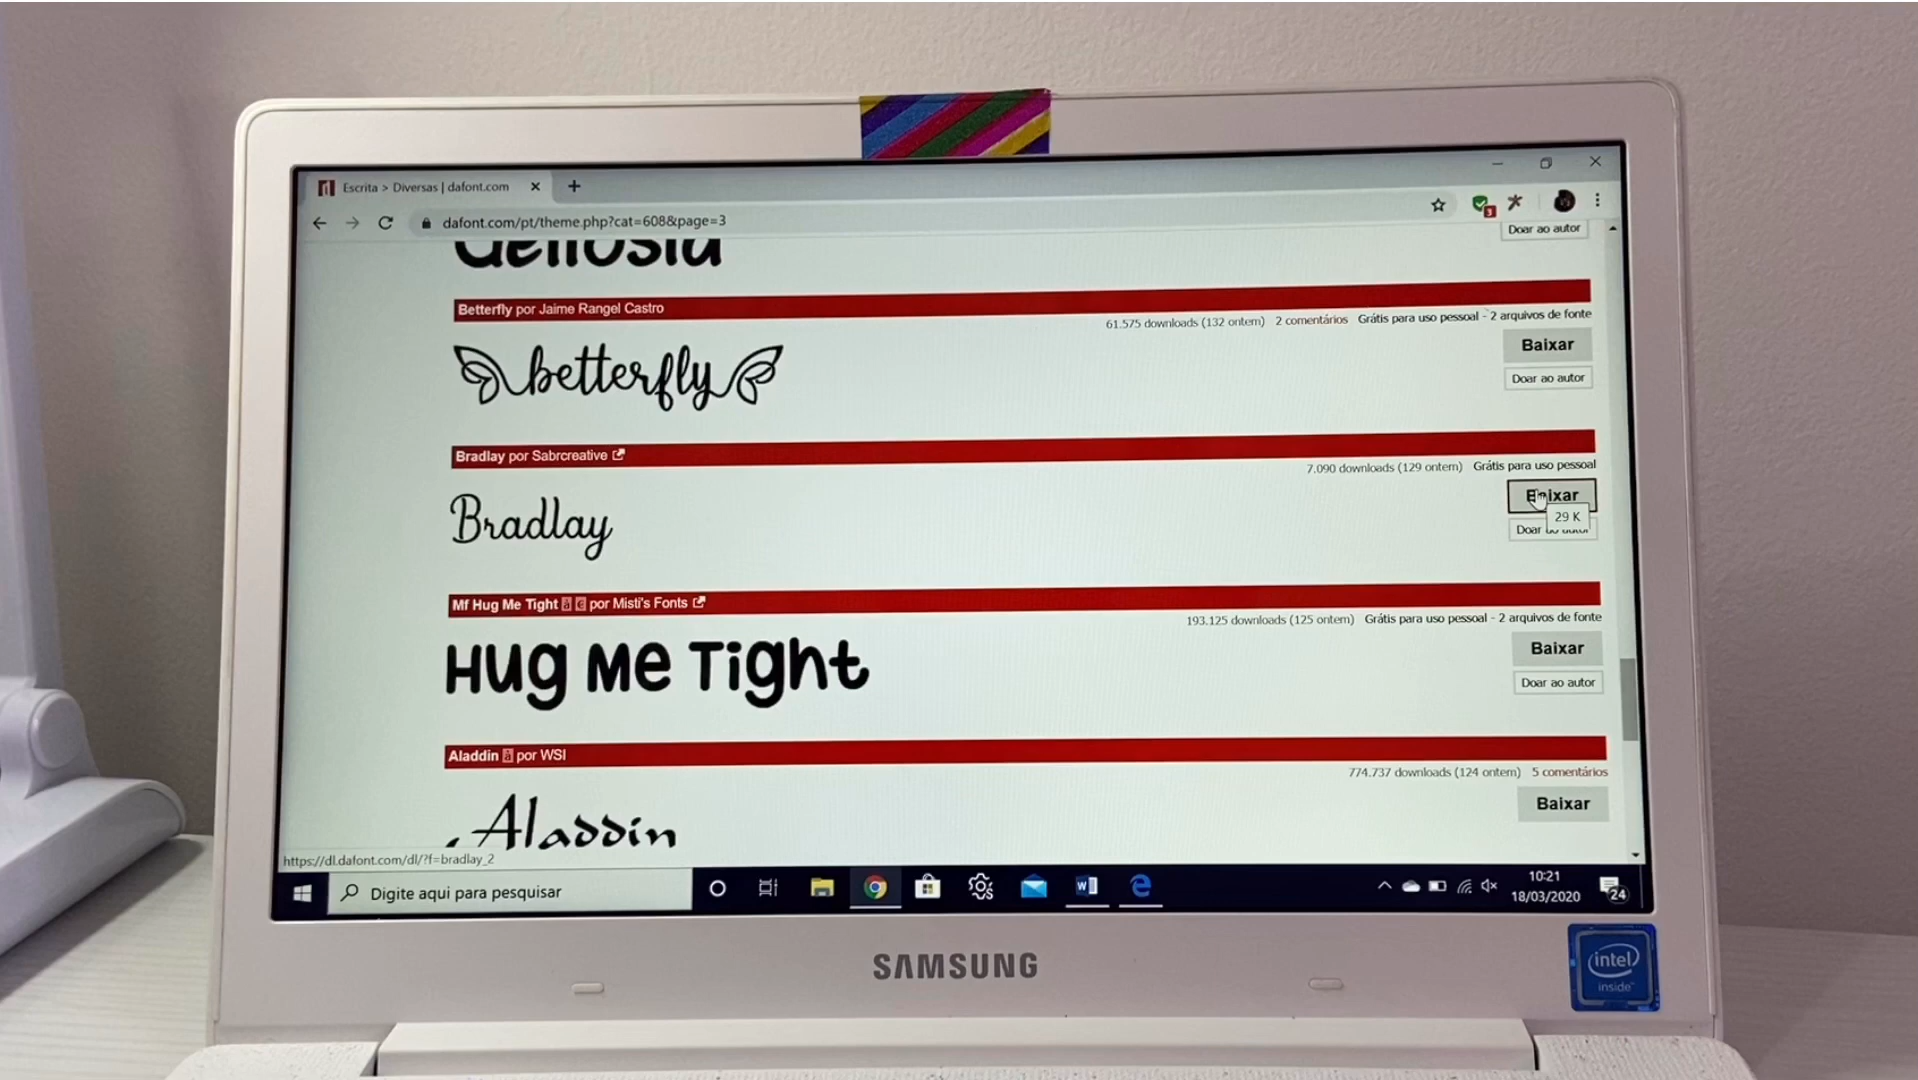 Escrita > Diversas | dafont.com
dafont.com/pt/theme.php?cat=608&page=3
3
Doar ao autor
Betterfly por Jaime Rangel Castro
61.575 downloads (132 ontem) 2 comentários Grátis para uso pessoal - 2 arquivos de fonte
betterfly
Baixar
Doar ao autor
Bradlay por Sabrcreative
7.090 downloads (129 ontem) Grátis para uso pessoal
Bradlay
Baixar
29 K
Doar ao autor
Mf Hug Me Tight à € por Misti's Fonts
193.125 downloads (125 ontem) Grátis para uso pessoal - 2 arquivos de fonte
Hug Me Tight
Baixar
Doar ao autor
Aladdin à por WSI
774.737 downloads (124 ontem) 5 comentários
Aladdin
Baixar
https://dl.dafont.com/dl/?f=bradlay_2
Digite aqui para pesquisar
10:21
18/03/2020
24
SAMSUNG
intel
inside